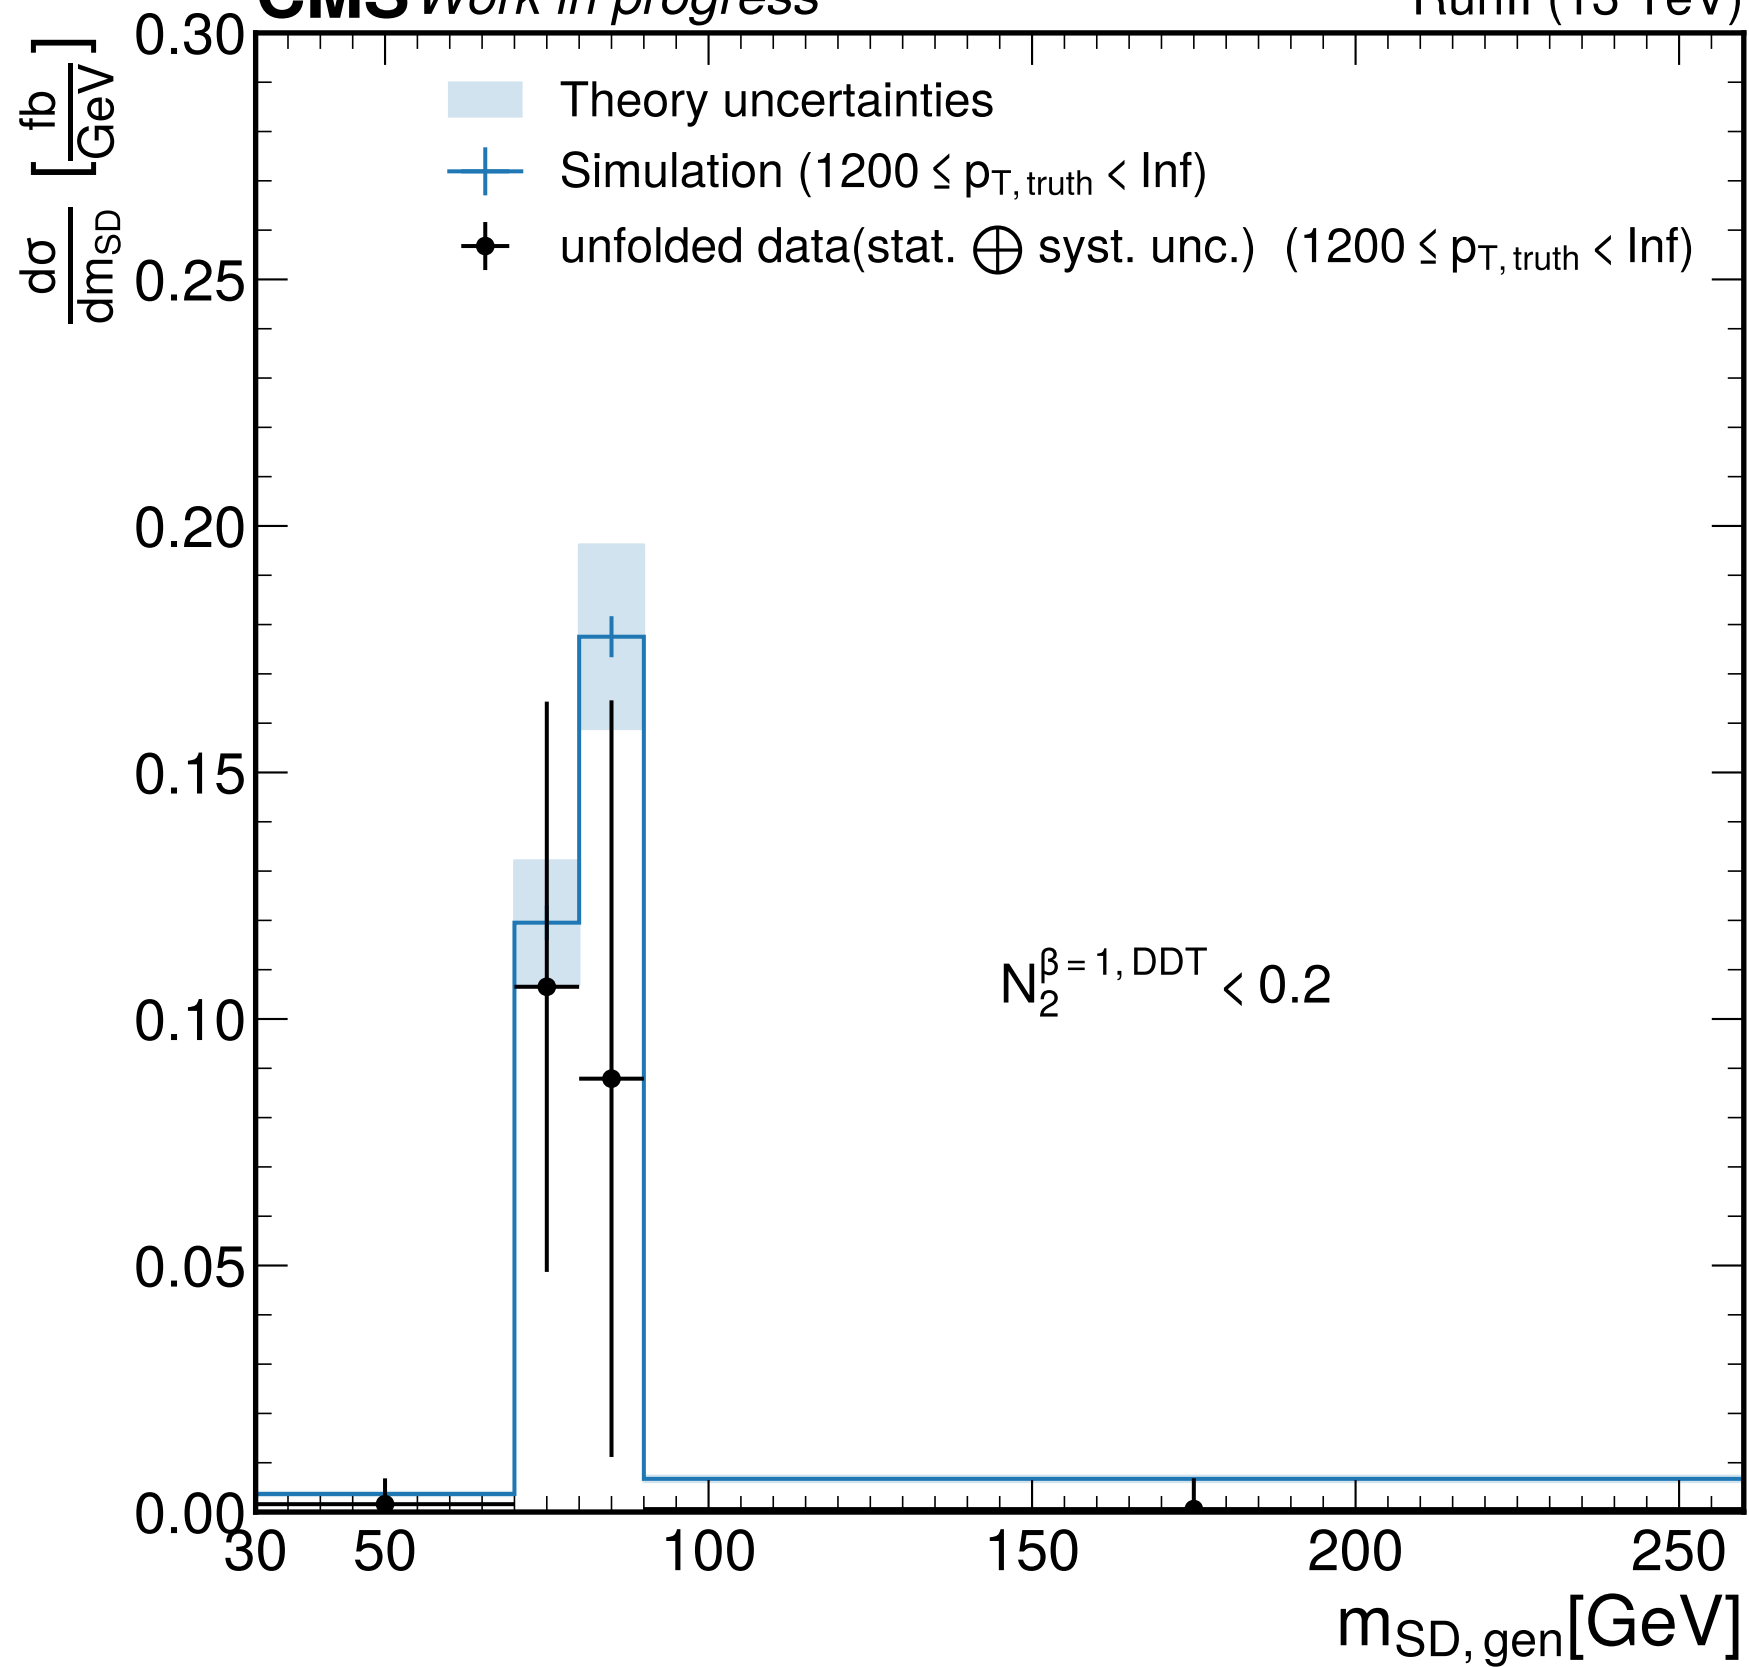 CMS Work in progress RunII (13 TeV)
dσ/dm_SD [fb/GeV]
Theory uncertainties
Simulation (1200 ≤ p_T, truth < Inf)
unfolded data(stat. ⊕ syst. unc.) (1200 ≤ p_T, truth < Inf)
0.30
0.25
0.20
0.15
0.10
0.05
0.00
N_2^β = 1, DDT < 0.2
30 50 100 150 200 250
m_SD, gen[GeV]